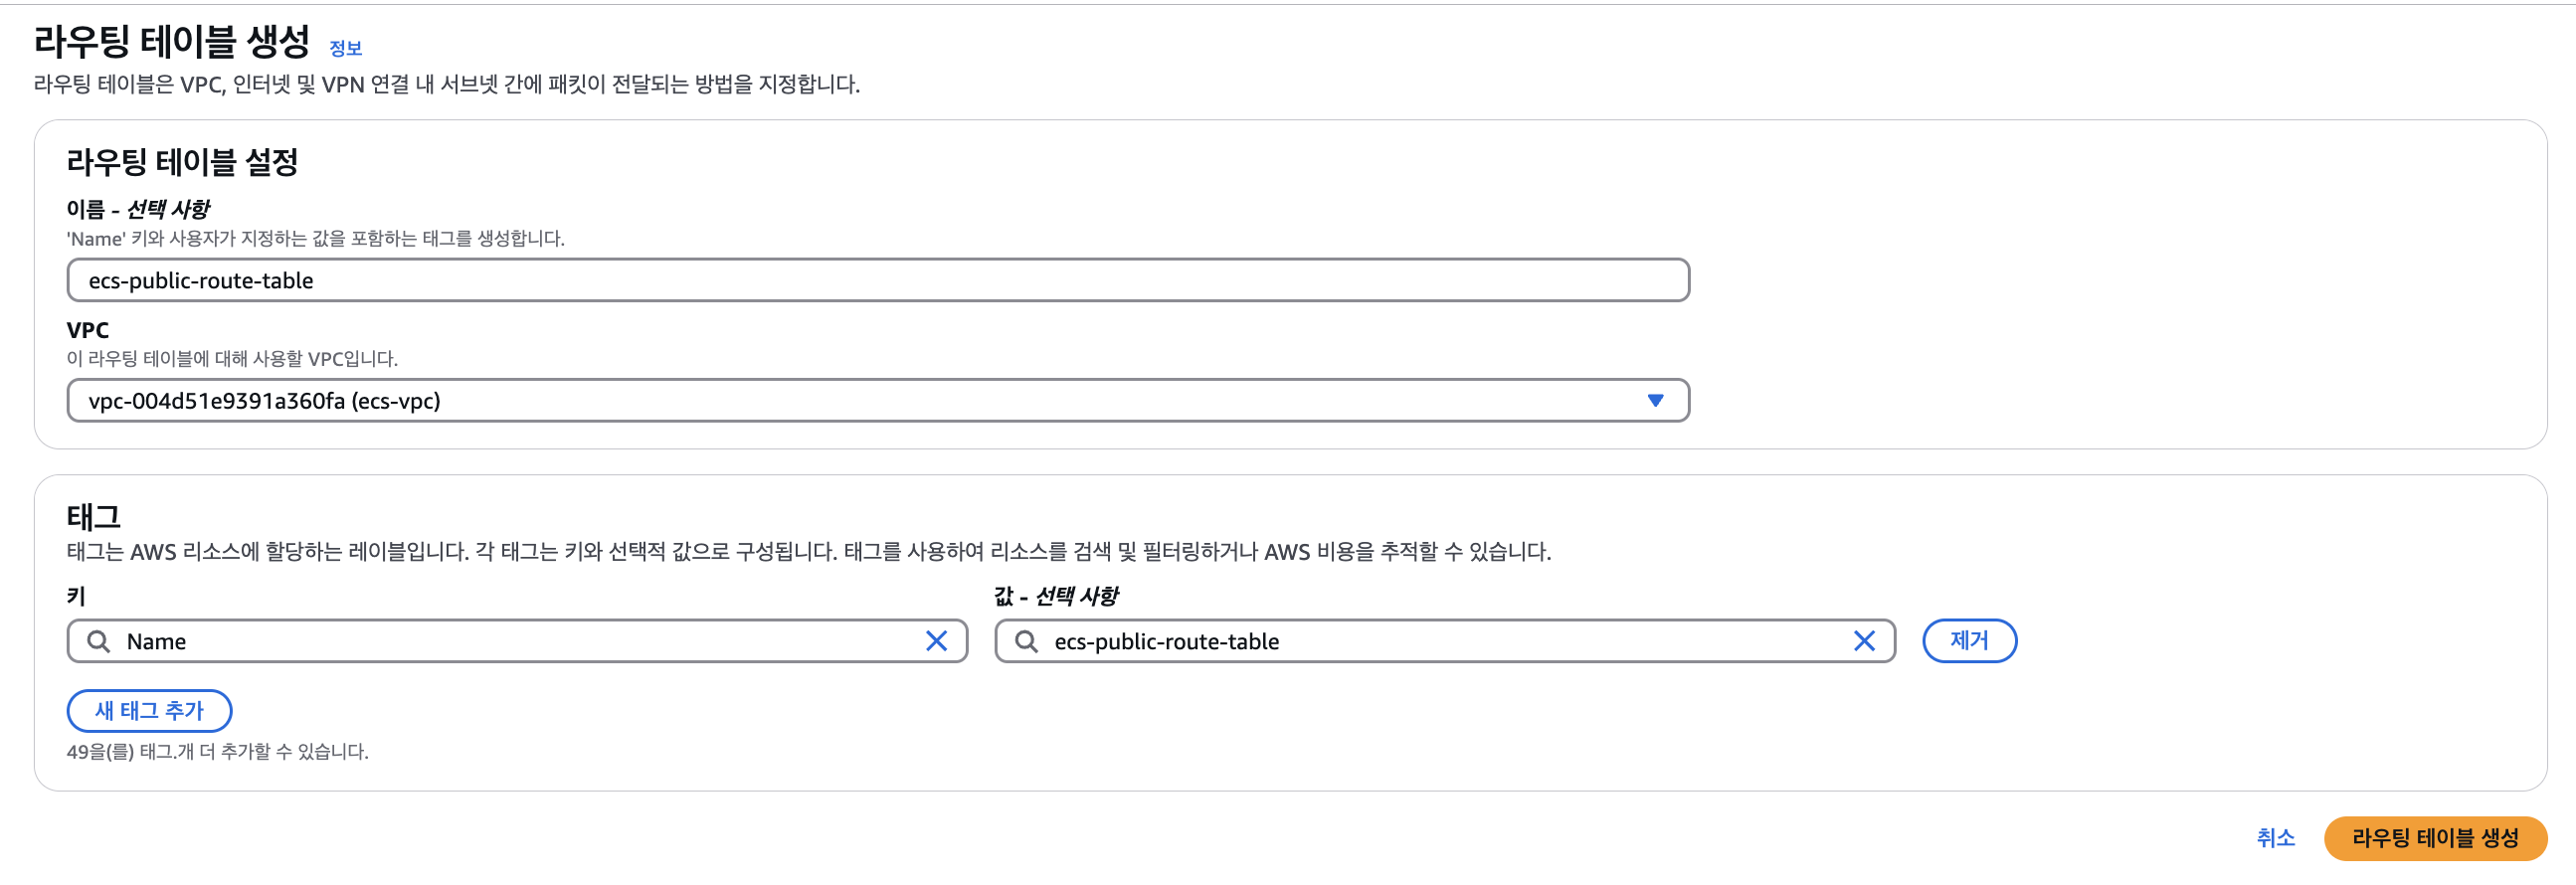 라우팅 테이블 생성 정보
라우팅 테이블은 VPC, 인터넷 및 VPN 연결 내 서브넷 간에 패킷이 전달되는 방법을 지정합니다.
라우팅 테이블 설정
이름 - 선택 사항
'Name' 키와 사용자가 지정하는 값을 포함하는 태그를 생성합니다.
ecs-public-route-table
VPC
이 라우팅 테이블에 대해 사용할 VPC입니다.
vpc-004d51e9391a360fa (ecs-vpc)
태그
태그는 AWS 리소스에 할당하는 레이블입니다. 각 태그는 키와 선택적 값으로 구성됩니다. 태그를 사용하여 리소스를 검색 및 필터링하거나 AWS 비용을 추적할 수 있습니다.
키 값 - 선택 사항
Name ecs-public-route-table 제거
새 태그 추가
49을(를) 태그.개 더 추가할 수 있습니다.
취소 라우팅 테이블 생성